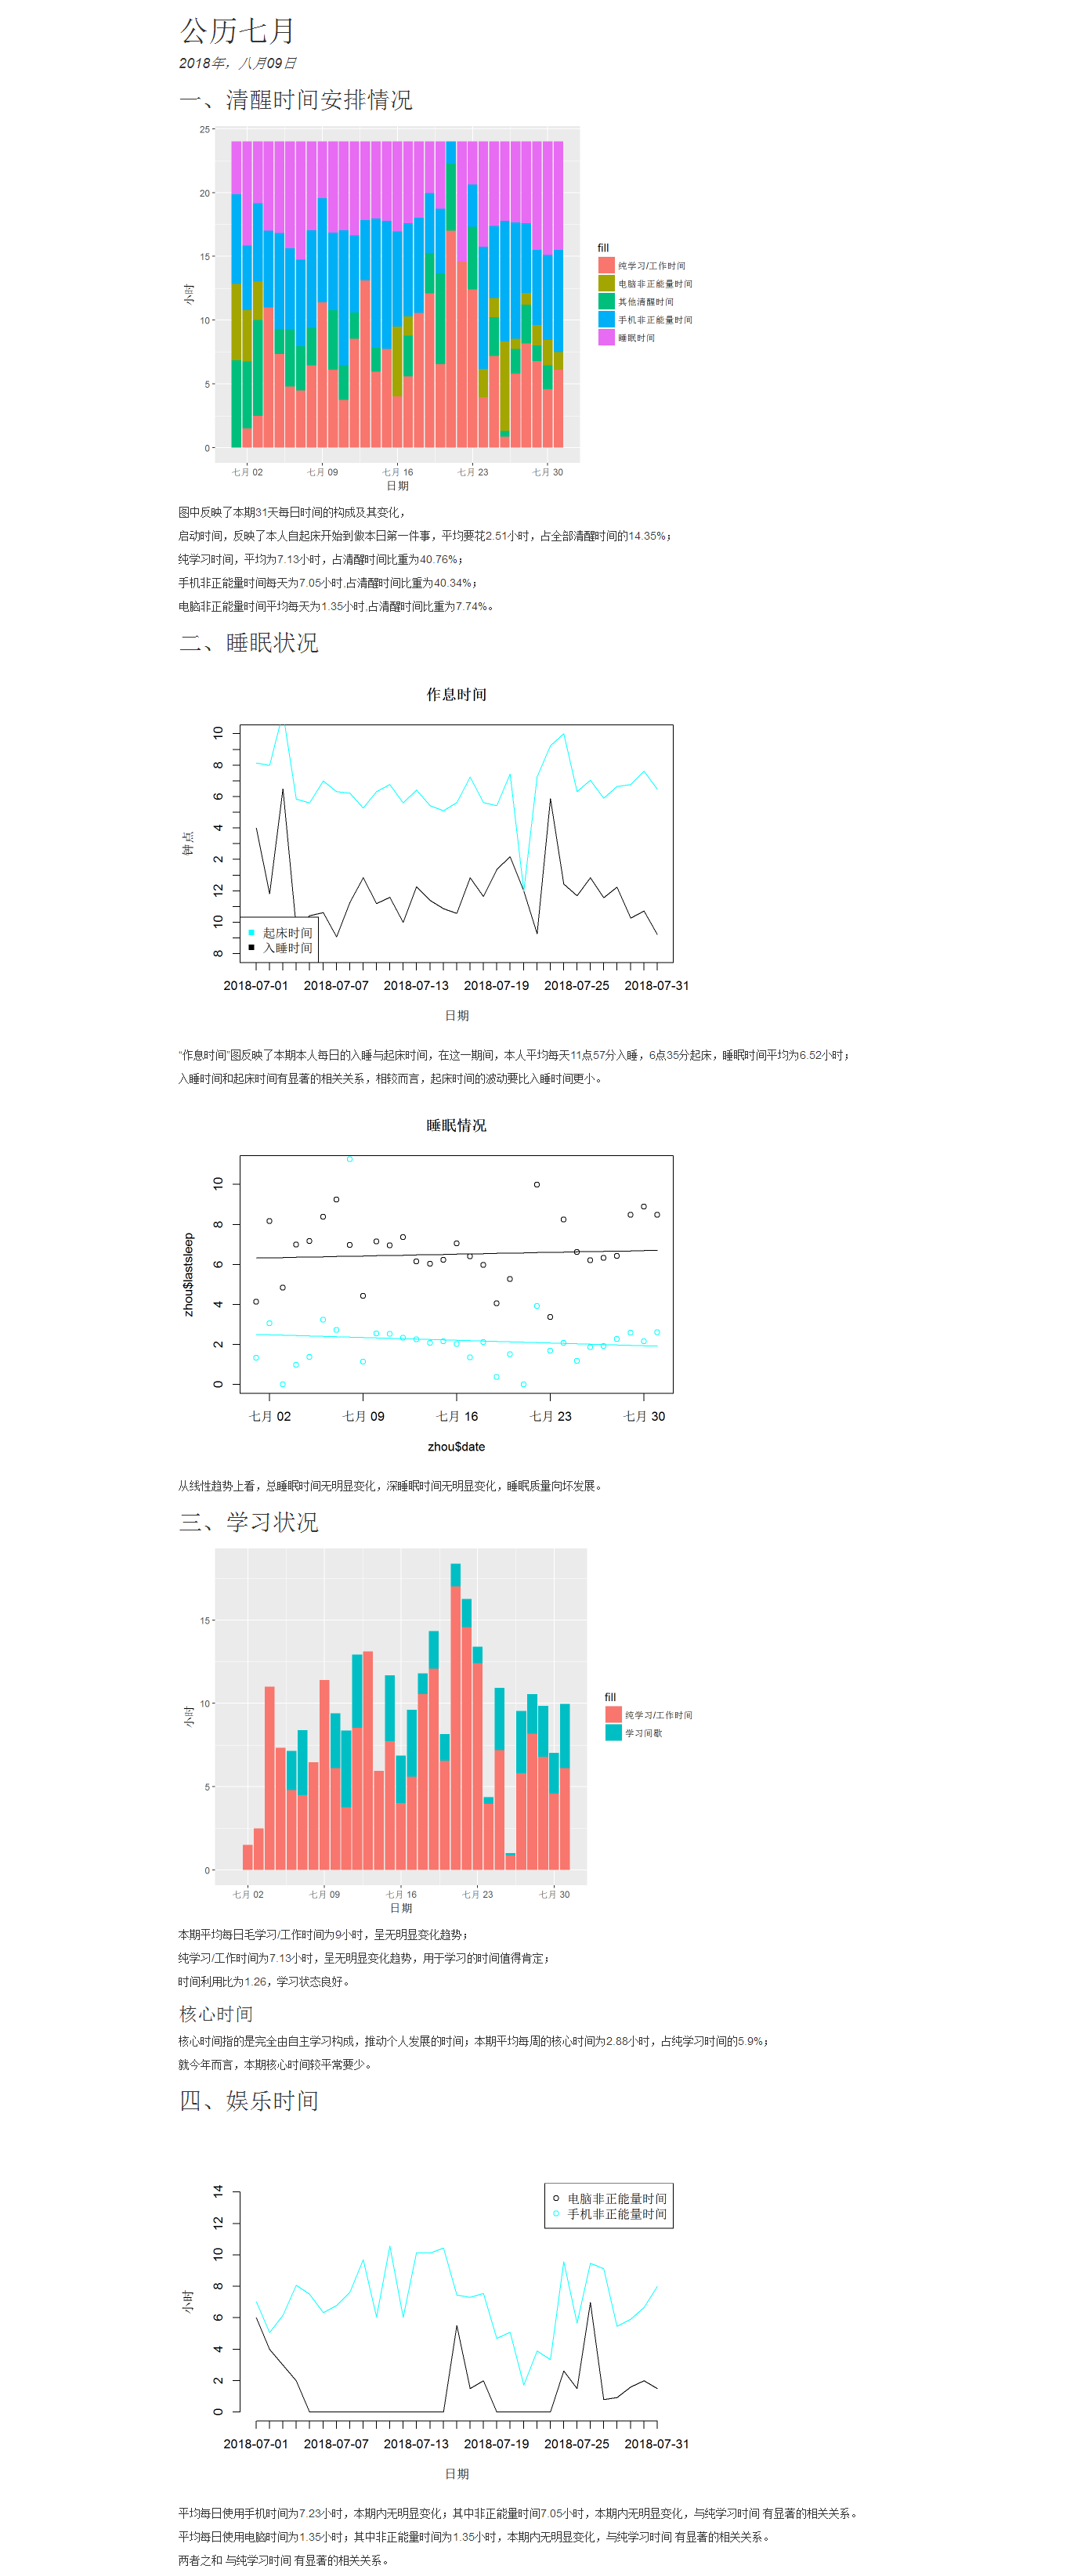 公历七月
2018年，八月09日
一、清醒时间安排情况
25
20
15
10
5
0
小时
七月 02
七月 09
七月 16
七月 23
七月 30
日期
fill
纯学习/工作时间
电脑非正能量时间
其他清醒时间
手机非正能量时间
睡眠时间
图中反映了本期31天每日时间的构成及其变化，
启动时间，反映了本人自起床开始到做本日第一件事，平均要花2.51小时，占全部清醒时间的14.35%；
纯学习时间，平均为7.13小时，占清醒时间比重为40.76%；
手机非正能量时间每天为7.05小时,占清醒时间比重为40.34%；
电脑非正能量时间平均每天为1.35小时,占清醒时间比重为7.74%。
二、睡眠状况
作息时间
10
8
6
4
2
12
10
8
钟点
起床时间
入睡时间
2018-07-01
2018-07-07
2018-07-13
2018-07-19
2018-07-25
2018-07-31
日期
“作息时间”图反映了本期本人每日的入睡与起床时间，在这一期间，本人平均每天11点57分入睡，6点35分起床，睡眠时间平均为6.52小时；
入睡时间和起床时间有显著的相关关系，相较而言，起床时间的波动要比入睡时间更小。
睡眠情况
10
8
6
4
2
0
zhou$lastsleep
七月 02
七月 09
七月 16
七月 23
七月 30
zhou$date
从线性趋势上看，总睡眠时间无明显变化，深睡眠时间无明显变化，睡眠质量向坏发展。
三、学习状况
15
10
5
0
小时
七月 02
七月 09
七月 16
七月 23
七月 30
日期
fill
纯学习/工作时间
学习间歇
本期平均每日毛学习/工作时间为9小时，呈无明显变化趋势；
纯学习/工作时间为7.13小时，呈无明显变化趋势，用于学习的时间值得肯定；
时间利用比为1.26，学习状态良好。
核心时间
核心时间指的是完全由自主学习构成，推动个人发展的时间；本期平均每周的核心时间为2.88小时，占纯学习时间的5.9%；
就今年而言，本期核心时间较平常要少。
四、娱乐时间
14
12
10
8
6
4
2
0
小时
电脑非正能量时间
手机非正能量时间
2018-07-01
2018-07-07
2018-07-13
2018-07-19
2018-07-25
2018-07-31
日期
平均每日使用手机时间为7.23小时，本期内无明显变化；其中非正能量时间7.05小时，本期内无明显变化，与纯学习时间 有显著的相关关系。
平均每日使用电脑时间为1.35小时；其中非正能量时间为1.35小时，本期内无明显变化，与纯学习时间 有显著的相关关系。
两者之和 与纯学习时间 有显著的相关关系。